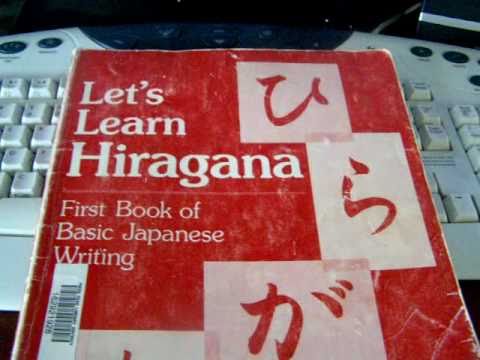 Let's
Learn
Hiragana
First Book of
Basic Japanese
Writing
ひ
ら
が